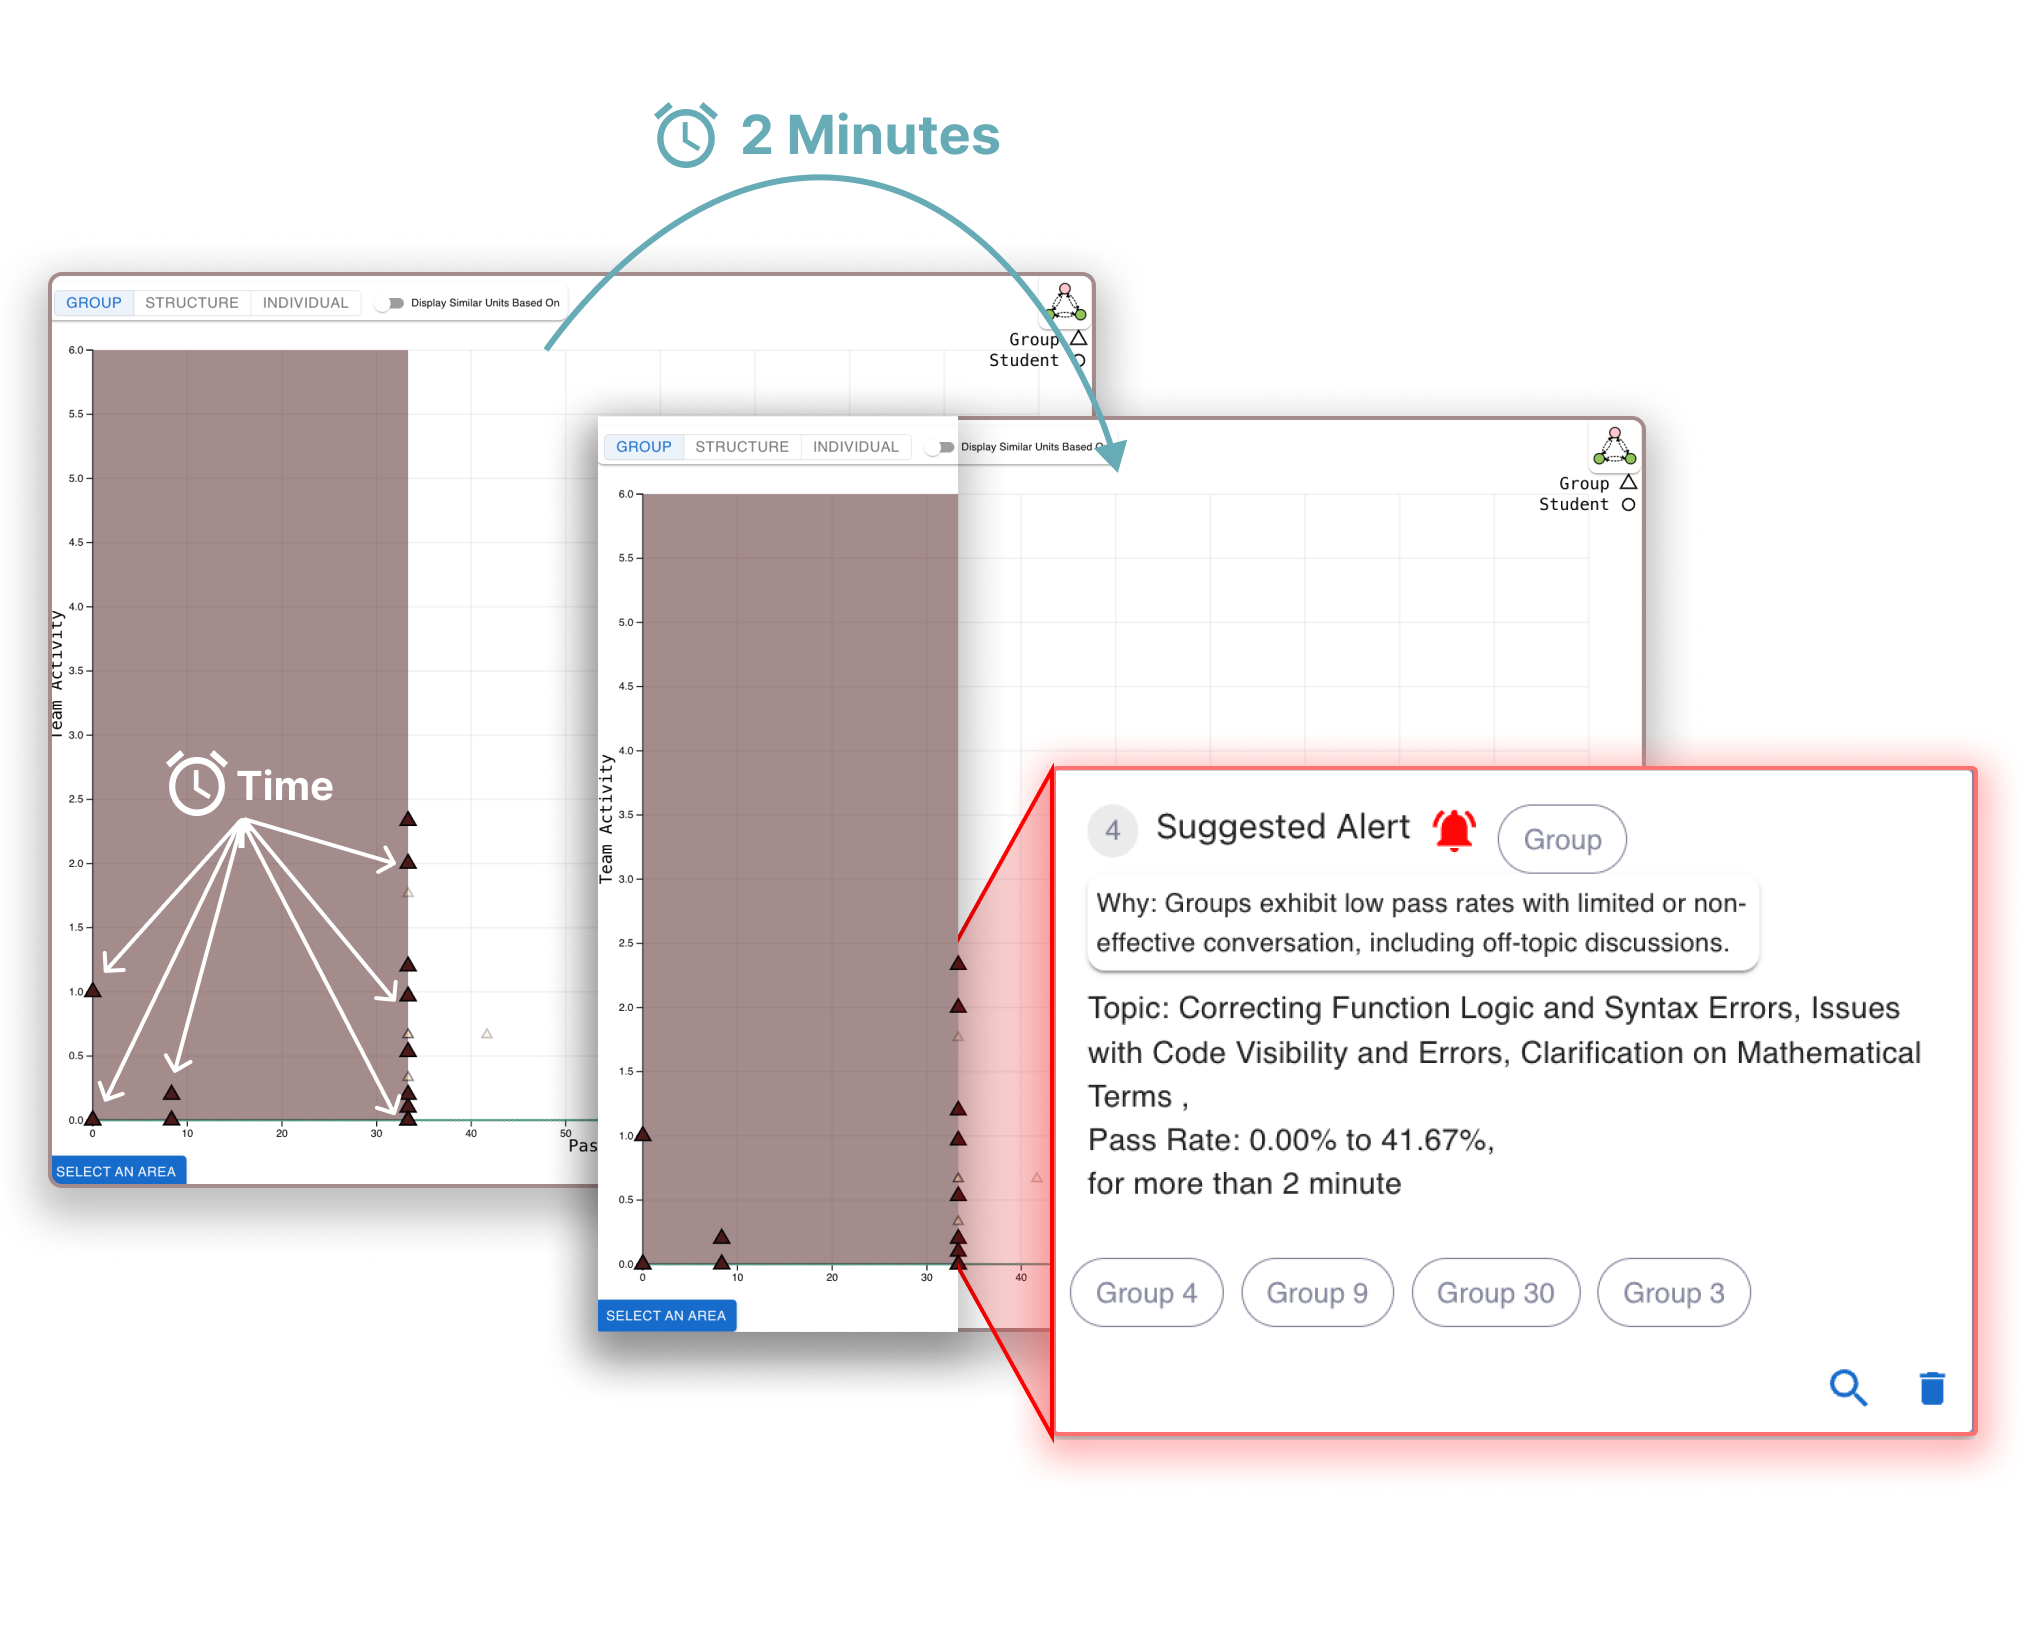 2 Minutes
GROUP STRUCTURE INDIVIDUAL Display Similar Units Based On
Group
Student
6.0
5.5
5.0
4.5
4.0
3.5
3.0
2.5
2.0
1.5
1.0
0.5
0.0
Team Activity
Time
0 10 20 30 40 50
Pas
SELECT AN AREA
GROUP STRUCTURE INDIVIDUAL Display Similar Units Based O
Group
Student
6.0
5.5
5.0
4.5
4.0
3.5
3.0
2.5
2.0
1.5
1.0
0.5
0.0
Team Activity
0 10 20 30 40
SELECT AN AREA
4 Suggested Alert Group
Why: Groups exhibit low pass rates with limited or non-
effective conversation, including off-topic discussions.
Topic: Correcting Function Logic and Syntax Errors, Issues
with Code Visibility and Errors, Clarification on Mathematical
Terms ,
Pass Rate: 0.00% to 41.67%,
for more than 2 minute
Group 4 Group 9 Group 30 Group 3